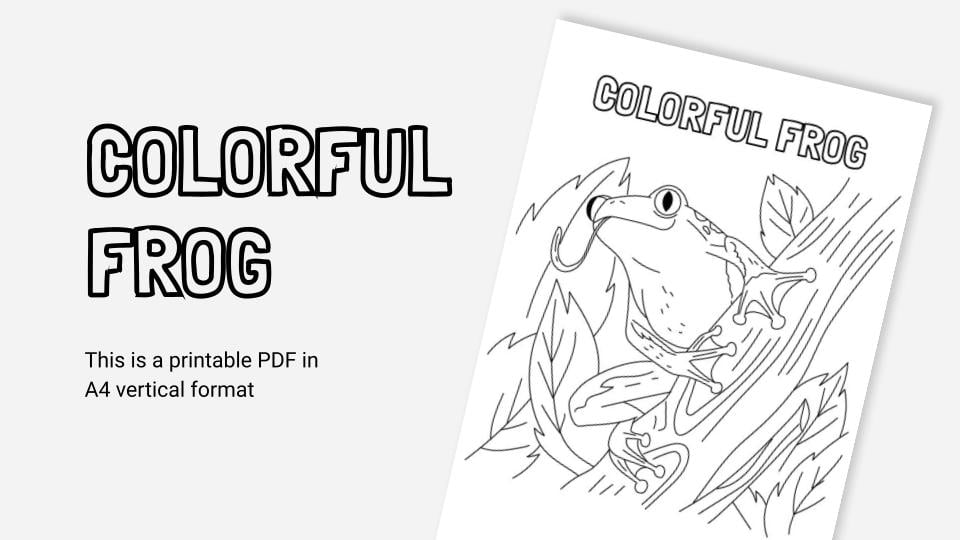 COLORFUL
FROG
This is a printable PDF in
A4 vertical format
COLORFUL FROG